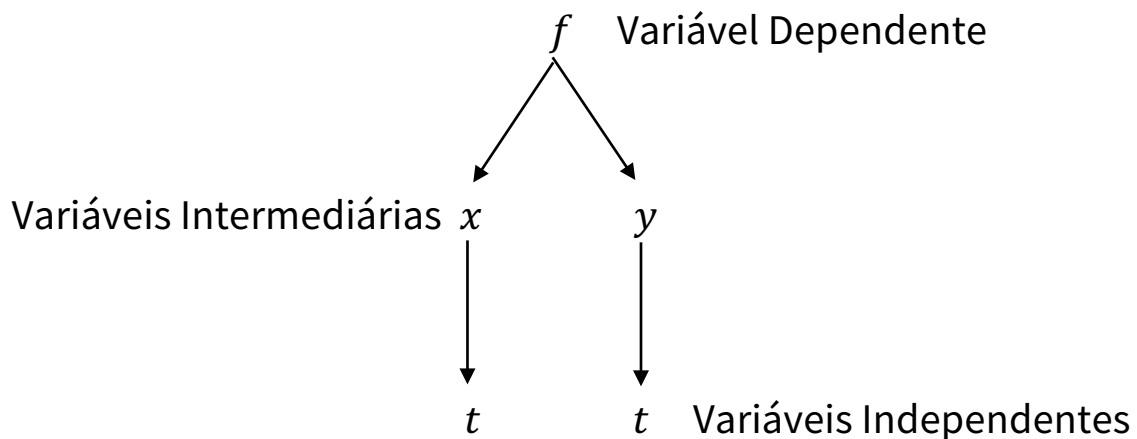 f Variável Dependente
Variáveis Intermediárias x y
t t Variáveis Independentes